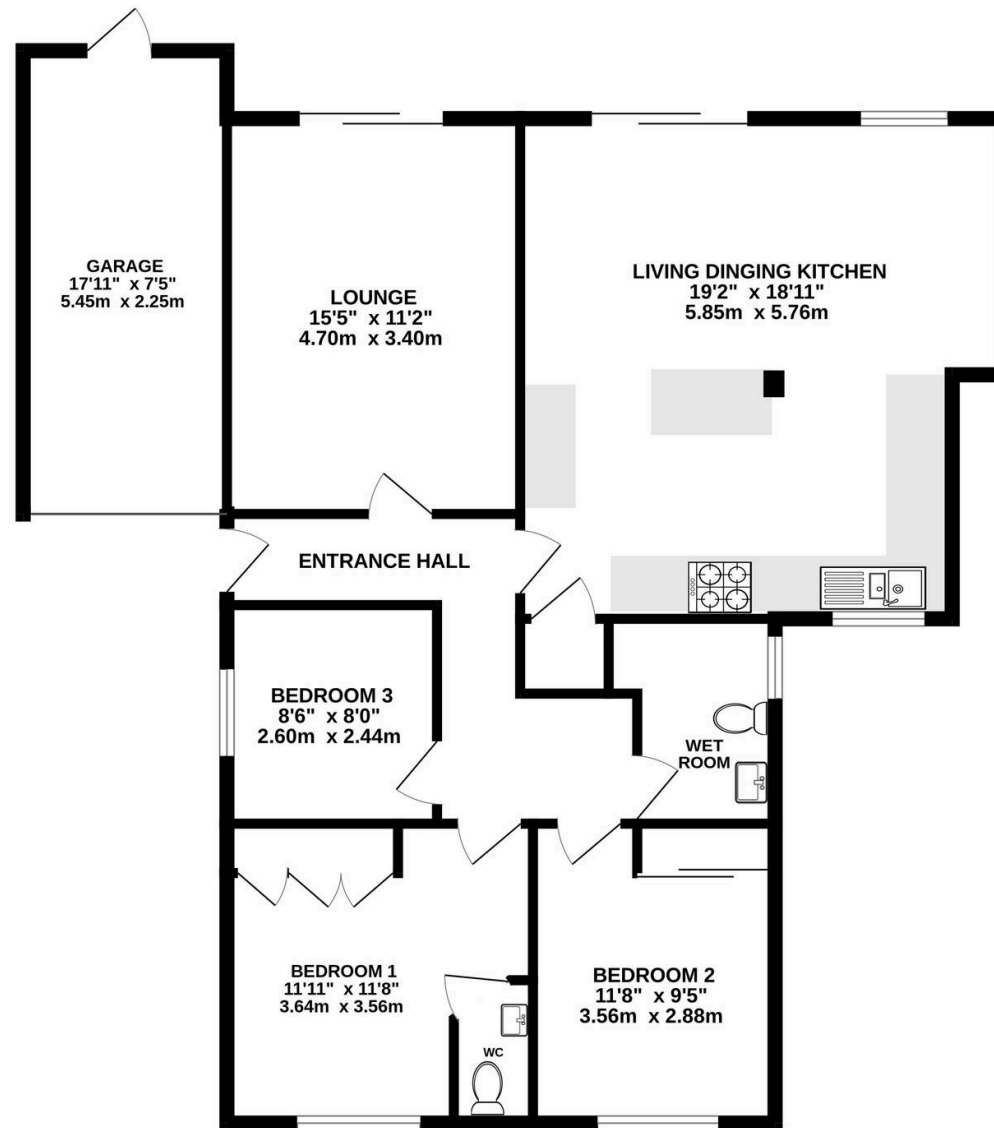 GARAGE
17'11" x 7'5"
5.45m x 2.25m
LOUNGE
15'5" x 11'2"
4.70m x 3.40m
LIVING DINGING KITCHEN
19'2" x 18'11"
5.85m x 5.76m
ENTRANCE HALL
BEDROOM 3
8'6" x 8'0"
2.60m x 2.44m
WET
ROOM
BEDROOM 1
11'11" x 11'8"
3.64m x 3.56m
WC
BEDROOM 2
11'8" x 9'5"
3.56m x 2.88m